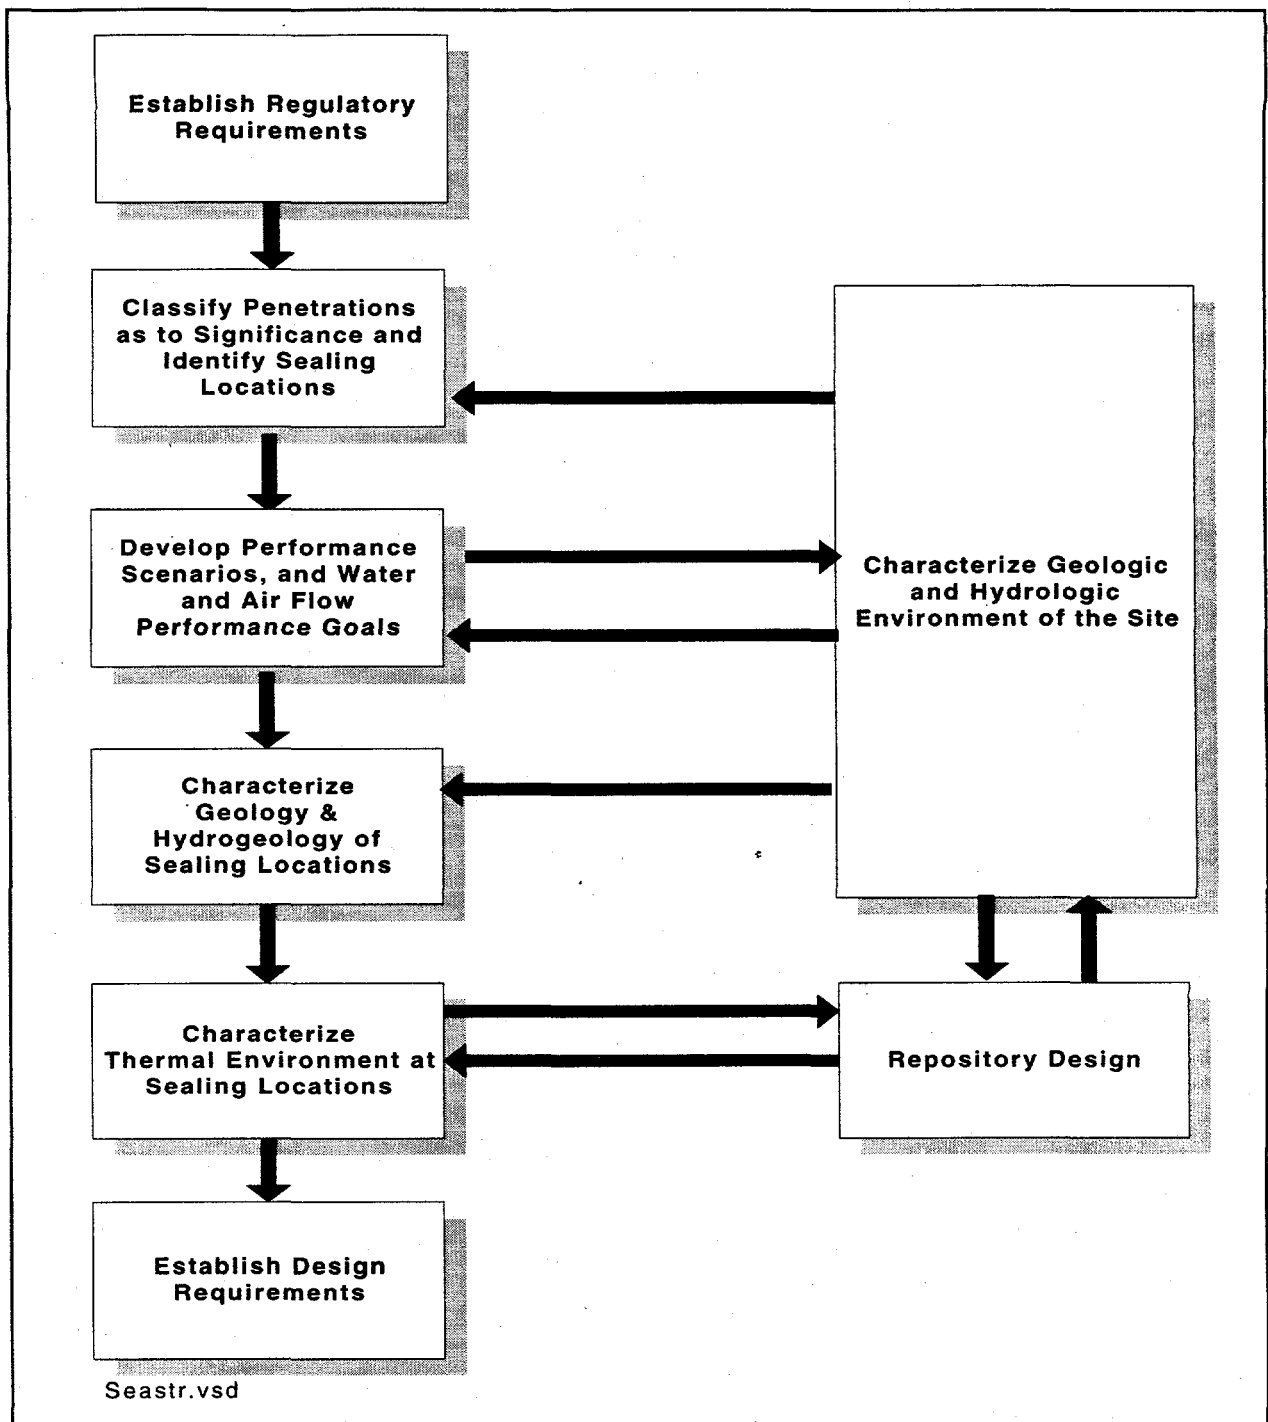 Establish Regulatory
Requirements
Classify Penetrations
as to Significance and
Identify Sealing
Locations
Develop Performance
Scenarios, and Water
and Air Flow
Performance Goals
Characterize Geologic
and Hydrologic
Environment of the Site
Characterize
Geology &
Hydrogeology of
Sealing Locations
Characterize
Thermal Environment at
Sealing Locations
Repository Design
Establish Design
Requirements
Seastr.vsd